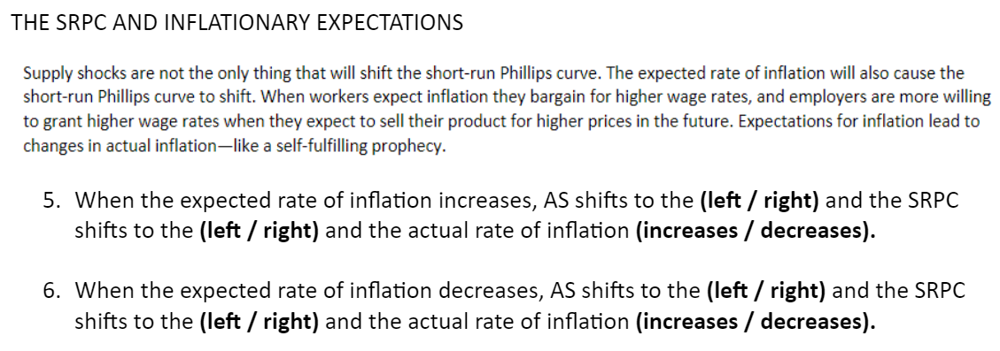 THE SRPC AND INFLATIONARY EXPECTATIONS
Supply shocks are not the only thing that will shift the short-run Phillips curve. The expected rate of inflation will also cause the
short-run Phillips curve to shift. When workers expect inflation they bargain for higher wage rates, and employers are more willing
to grant higher wage rates when they expect to sell their product for higher prices in the future. Expectations for inflation lead to
changes in actual inflation—like a self-fulfilling prophecy.
5. When the expected rate of inflation increases, AS shifts to the (left / right) and the SRPC
shifts to the (left / right) and the actual rate of inflation (increases / decreases).
6. When the expected rate of inflation decreases, AS shifts to the (left / right) and the SRPC
shifts to the (left / right) and the actual rate of inflation (increases / decreases).